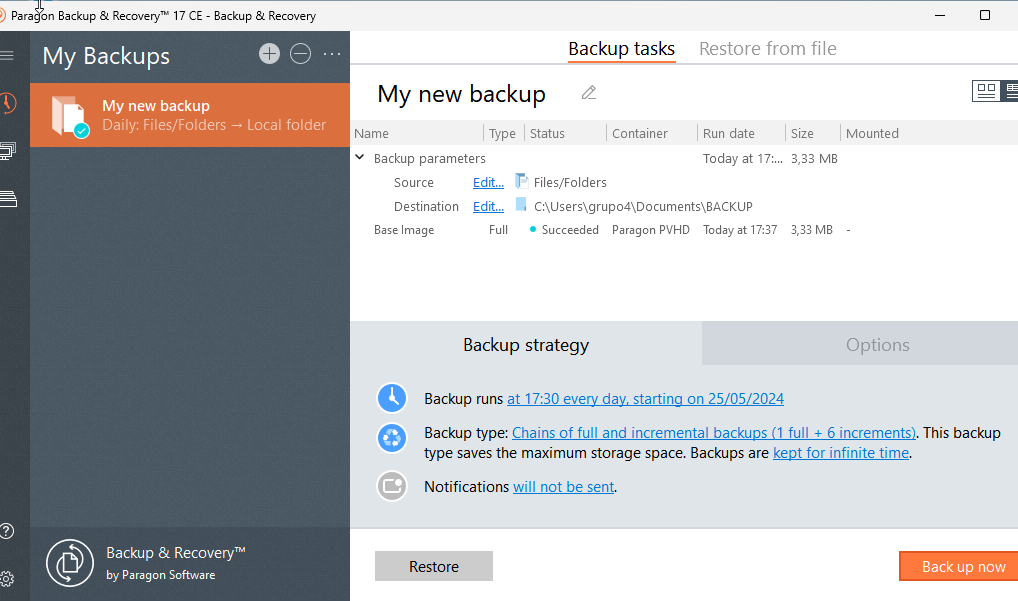 Paragon Backup & Recovery™ 17 CE - Backup & Recovery
My Backups
My new backup
Daily: Files/Folders → Local folder
Backup tasks Restore from file
My new backup
Name Type Status Container Run date Size Mounted
Backup parameters Today at 17:... 3,33 MB
Source Edit... Files/Folders
Destination Edit... C:\Users\grupo4\Documents\BACKUP
Base Image Full Succeeded Paragon PVHD Today at 17:37 3,33 MB -
Backup strategy Options
Backup runs at 17:30 every day, starting on 25/05/2024
Backup type: Chains of full and incremental backups (1 full + 6 increments). This backup
type saves the maximum storage space. Backups are kept for infinite time.
Notifications will not be sent.
Backup & Recovery™
by Paragon Software
Restore Back up now